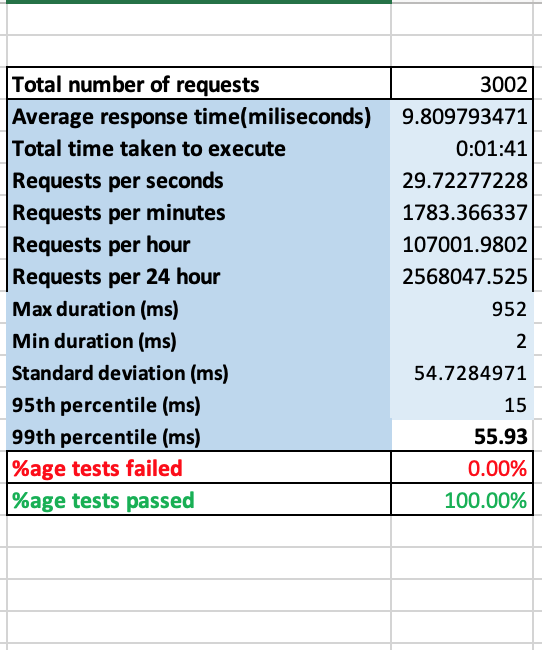 Total number of requests 3002
Average response time(miliseconds) 9.809793471
Total time taken to execute 0:01:41
Requests per seconds 29.72277228
Requests per minutes 1783.366337
Requests per hour 107001.9802
Requests per 24 hour 2568047.525
Max duration (ms) 952
Min duration (ms) 2
Standard deviation (ms) 54.7284971
95th percentile (ms) 15
99th percentile (ms) 55.93
%age tests failed 0.00%
%age tests passed 100.00%